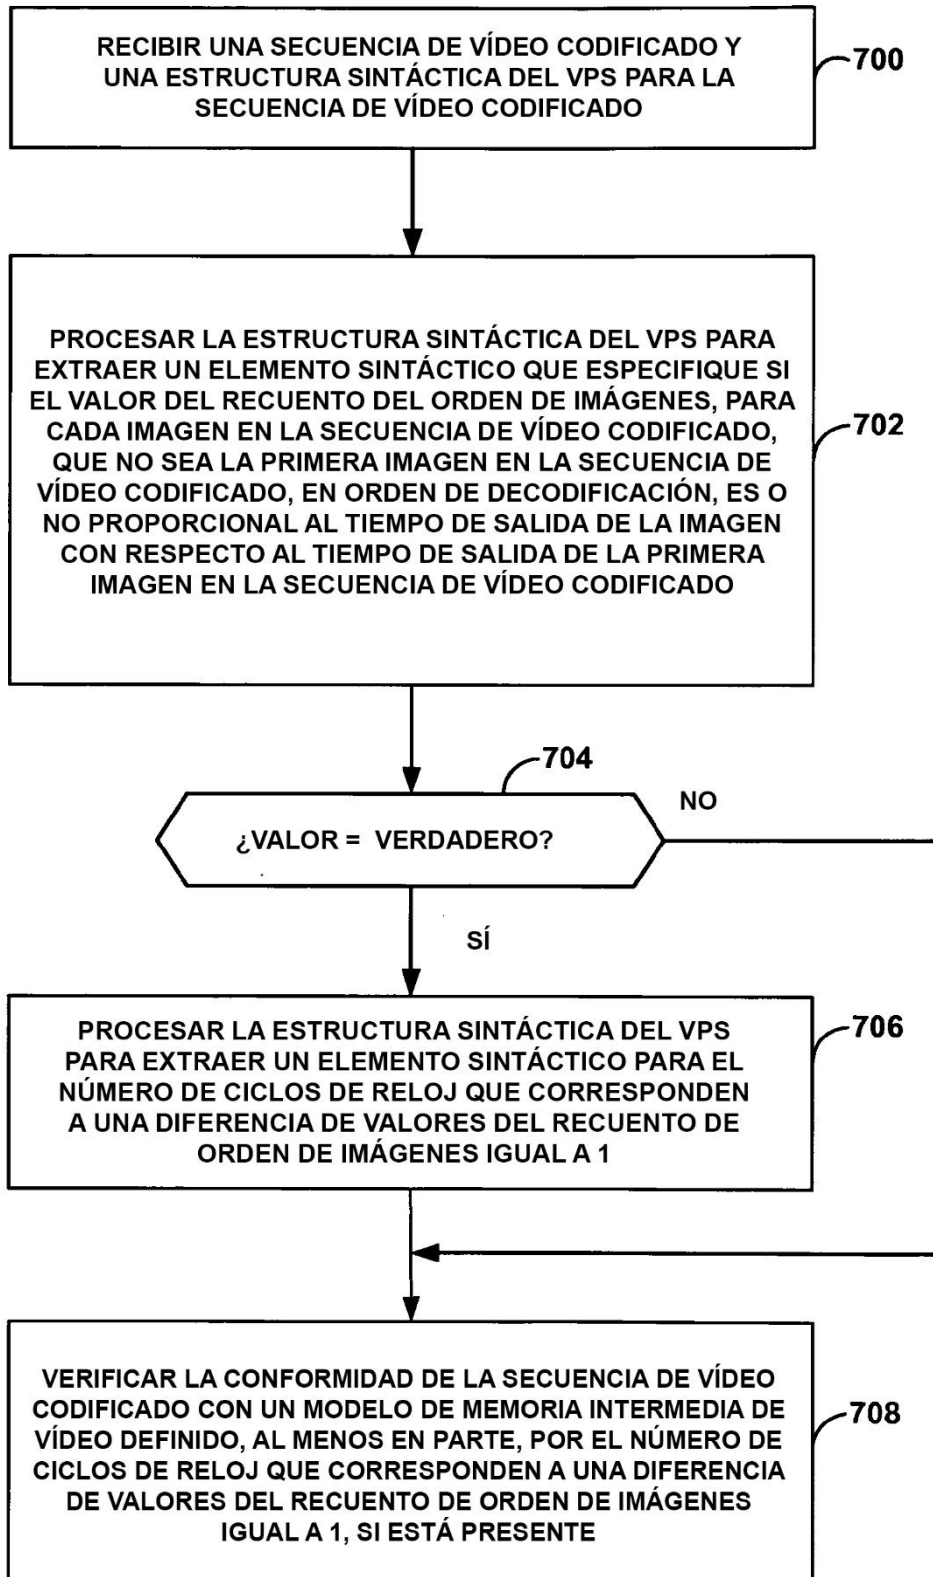 RECIBIR UNA SECUENCIA DE VÍDEO CODIFICADO Y
UNA ESTRUCTURA SINTÁCTICA DEL VPS PARA LA
SECUENCIA DE VÍDEO CODIFICADO
700
PROCESAR LA ESTRUCTURA SINTÁCTICA DEL VPS PARA
EXTRAER UN ELEMENTO SINTÁCTICO QUE ESPECIFIQUE SI
EL VALOR DEL RECUENTO DEL ORDEN DE IMÁGENES, PARA
CADA IMAGEN EN LA SECUENCIA DE VÍDEO CODIFICADO,
QUE NO SEA LA PRIMERA IMAGEN EN LA SECUENCIA DE
VÍDEO CODIFICADO, EN ORDEN DE DECODIFICACIÓN, ES O
NO PROPORCIONAL AL TIEMPO DE SALIDA DE LA IMAGEN
CON RESPECTO AL TIEMPO DE SALIDA DE LA PRIMERA
IMAGEN EN LA SECUENCIA DE VÍDEO CODIFICADO
702
704
¿VALOR = VERDADERO?
NO
SÍ
PROCESAR LA ESTRUCTURA SINTÁCTICA DEL VPS
PARA EXTRAER UN ELEMENTO SINTÁCTICO PARA EL
NÚMERO DE CICLOS DE RELOJ QUE CORRESPONDEN
A UNA DIFERENCIA DE VALORES DEL RECUENTO DE
ORDEN DE IMÁGENES IGUAL A 1
706
VERIFICAR LA CONFORMIDAD DE LA SECUENCIA DE VÍDEO
CODIFICADO CON UN MODELO DE MEMORIA INTERMEDIA DE
VÍDEO DEFINIDO, AL MENOS EN PARTE, POR EL NÚMERO DE
CICLOS DE RELOJ QUE CORRESPONDEN A UNA DIFERENCIA
DE VALORES DEL RECUENTO DE ORDEN DE IMÁGENES
IGUAL A 1, SI ESTÁ PRESENTE
708